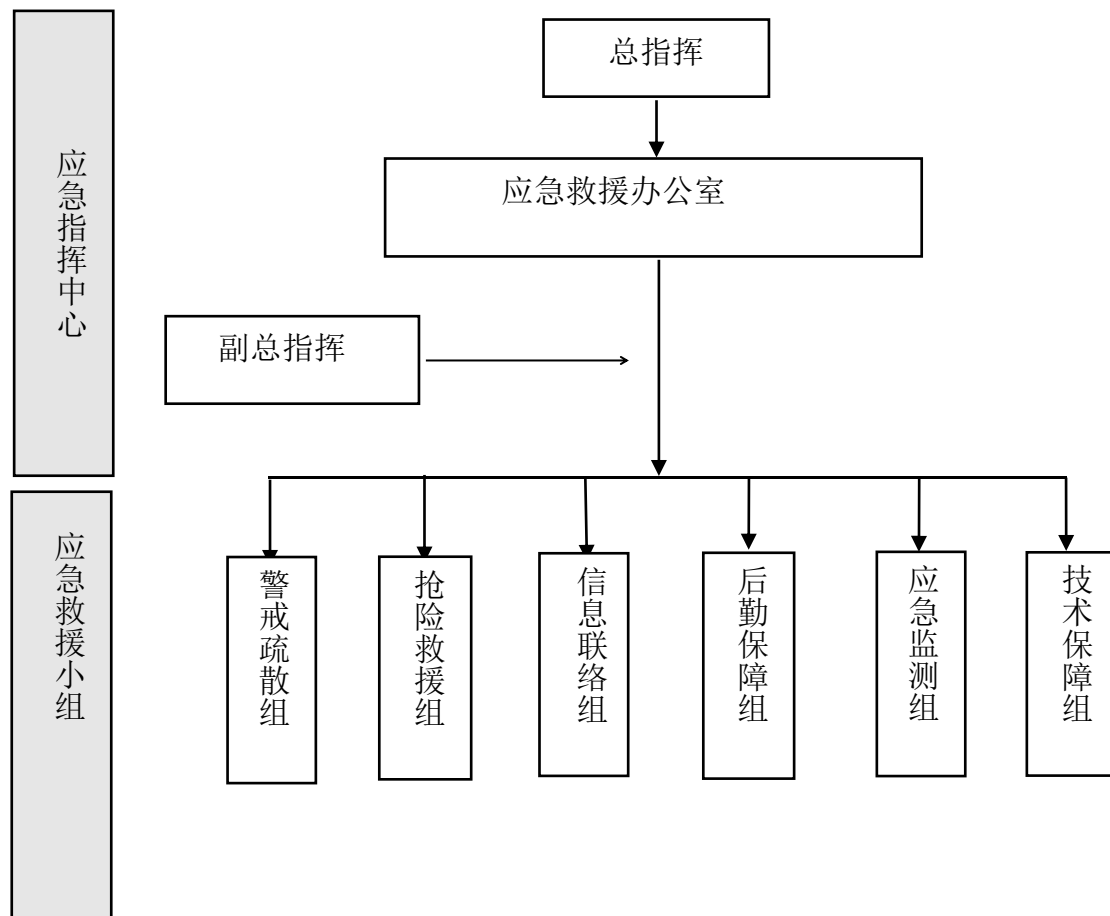 总指挥
应急救援办公室
应急指挥中心
副总指挥
应急救援小组
警戒疏散组
抢险救援组
信息联络组
后勤保障组
应急监测组
技术保障组